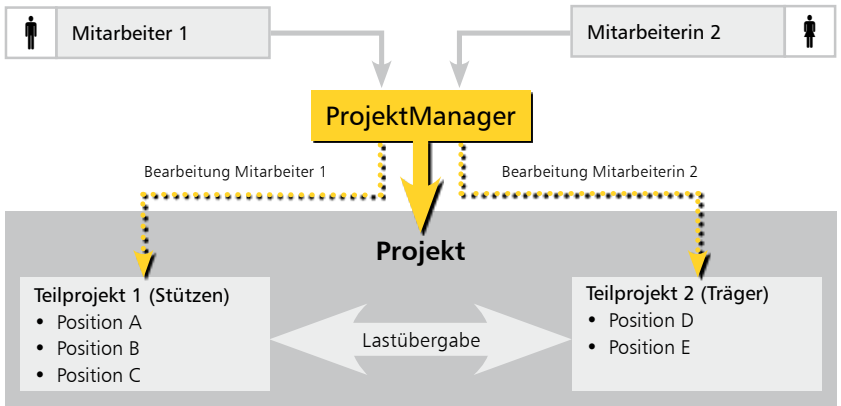 Mitarbeiter 1
Mitarbeiterin 2
ProjektManager
Bearbeitung Mitarbeiter 1
Bearbeitung Mitarbeiterin 2
Projekt
Teilprojekt 1 (Stützen)
• Position A
• Position B
• Position C
Lastübergabe
Teilprojekt 2 (Träger)
• Position D
• Position E